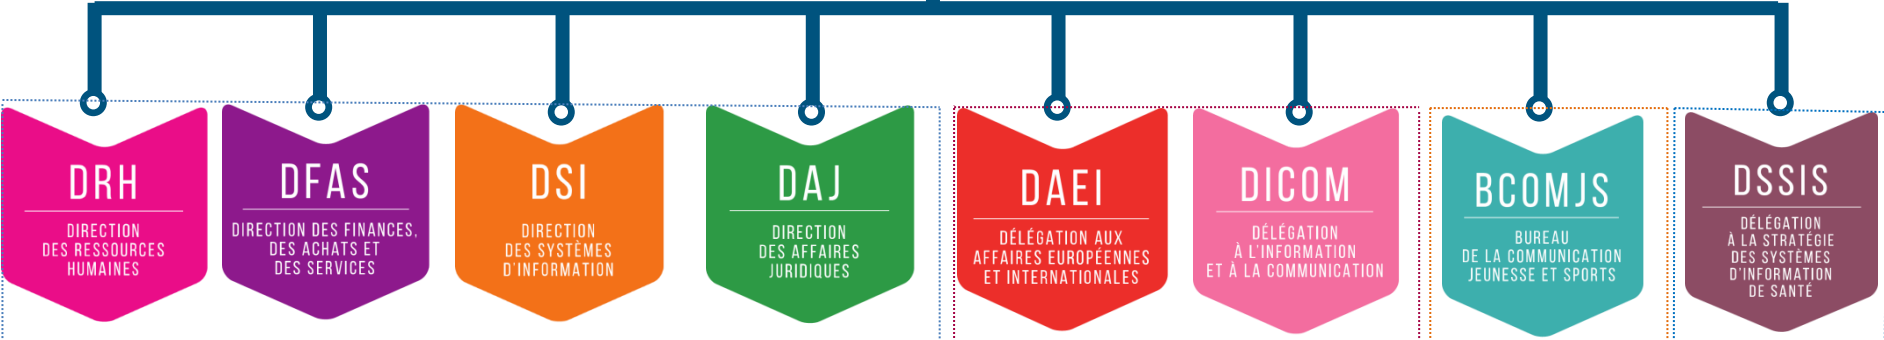 DRH
DIRECTION
DES RESSOURCES
HUMAINES
DFAS
DIRECTION DES FINANCES,
DES ACHATS ET
DES SERVICES
DSI
DIRECTION
DES SYSTÈMES
D'INFORMATION
DAJ
DIRECTION
DES AFFAIRES
JURIDIQUES
DAEI
DÉLÉGATION AUX
AFFAIRES EUROPÉENNES
ET INTERNATIONALES
DICOM
DÉLÉGATION
À L'INFORMATION
ET À LA COMMUNICATION
BCOMJS
BUREAU
DE LA COMMUNICATION
JEUNESSE ET SPORTS
DSSIS
DÉLÉGATION
À LA STRATÉGIE
DES SYSTÈMES
D'INFORMATION
DE SANTÉ